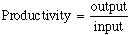 Productivity = output / input